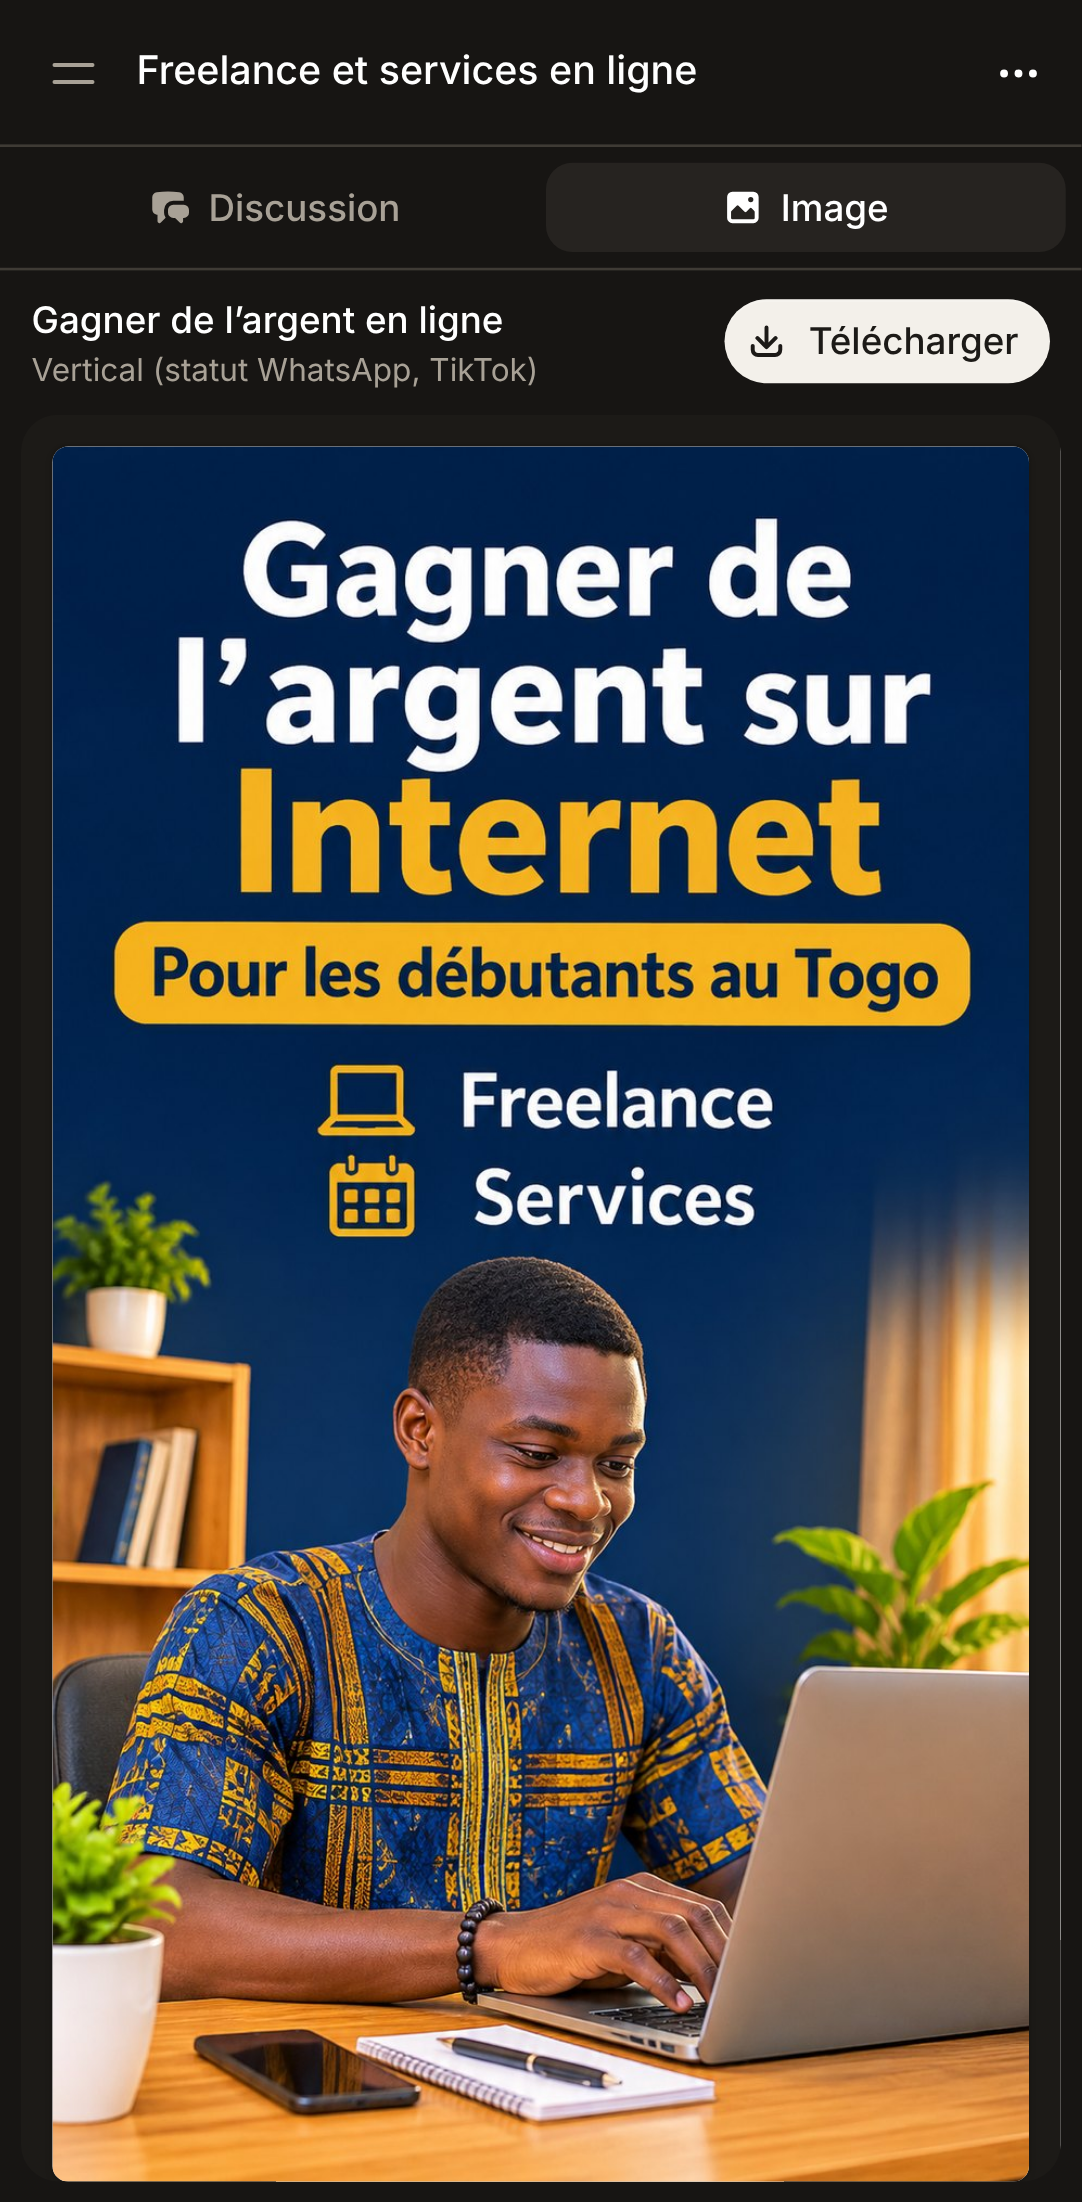 Freelance et services en ligne
Discussion
Image
Gagner de l’argent en ligne
Vertical (statut WhatsApp, TikTok)
Télécharger
Gagner de
l’argent sur
Internet
Pour les débutants au Togo
Freelance
Services